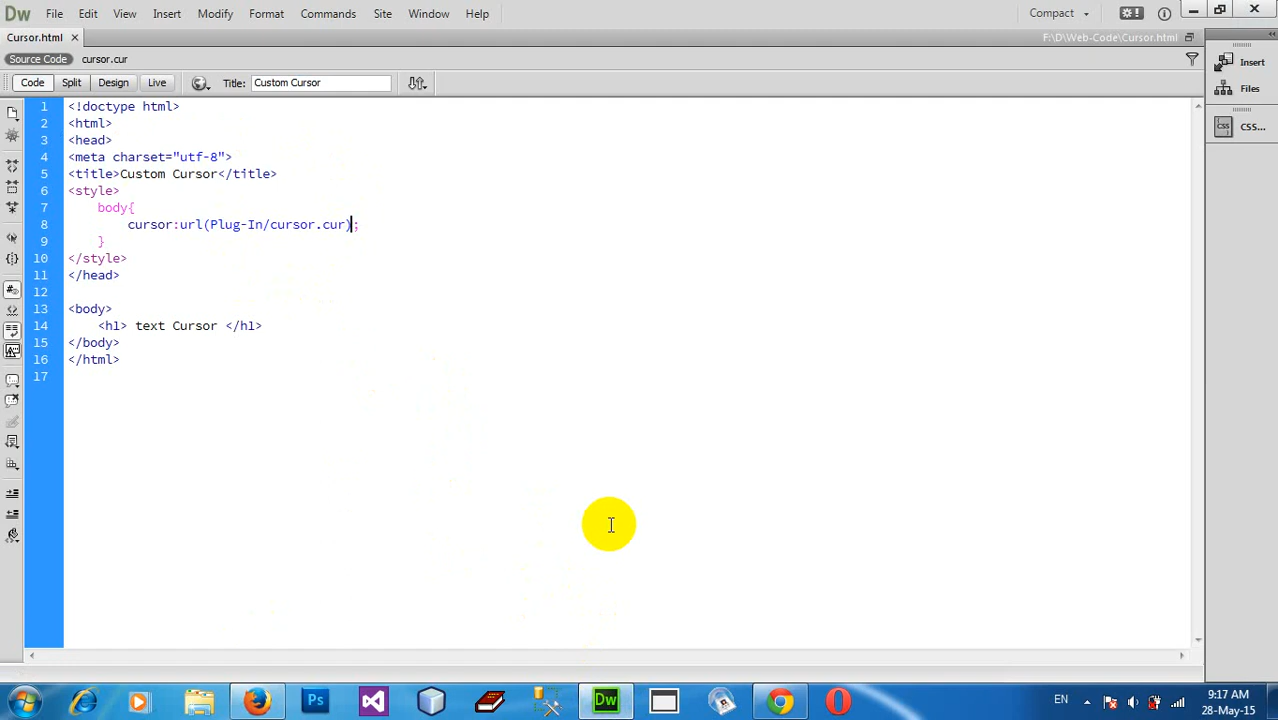 Dw File Edit View Insert Modify Format Commands Site Window Help Compact
Cursor.html F:\D\Web-Code\Cursor.html
Source Code cursor.cur
Code Split Design Live Title: Custom Cursor
Insert
Files
CSS CSS...
1 <!doctype html>
2 <html>
3 <head>
4 <meta charset="utf-8">
5 <title>Custom Cursor</title>
6 <style>
7 body{
8 cursor:url(Plug-In/cursor.cur);
9 }
10 </style>
11 </head>
12
13 <body>
14 <h1> text Cursor </h1>
15 </body>
16 </html>
17
Ps Dw EN 9:17 AM
28-May-15